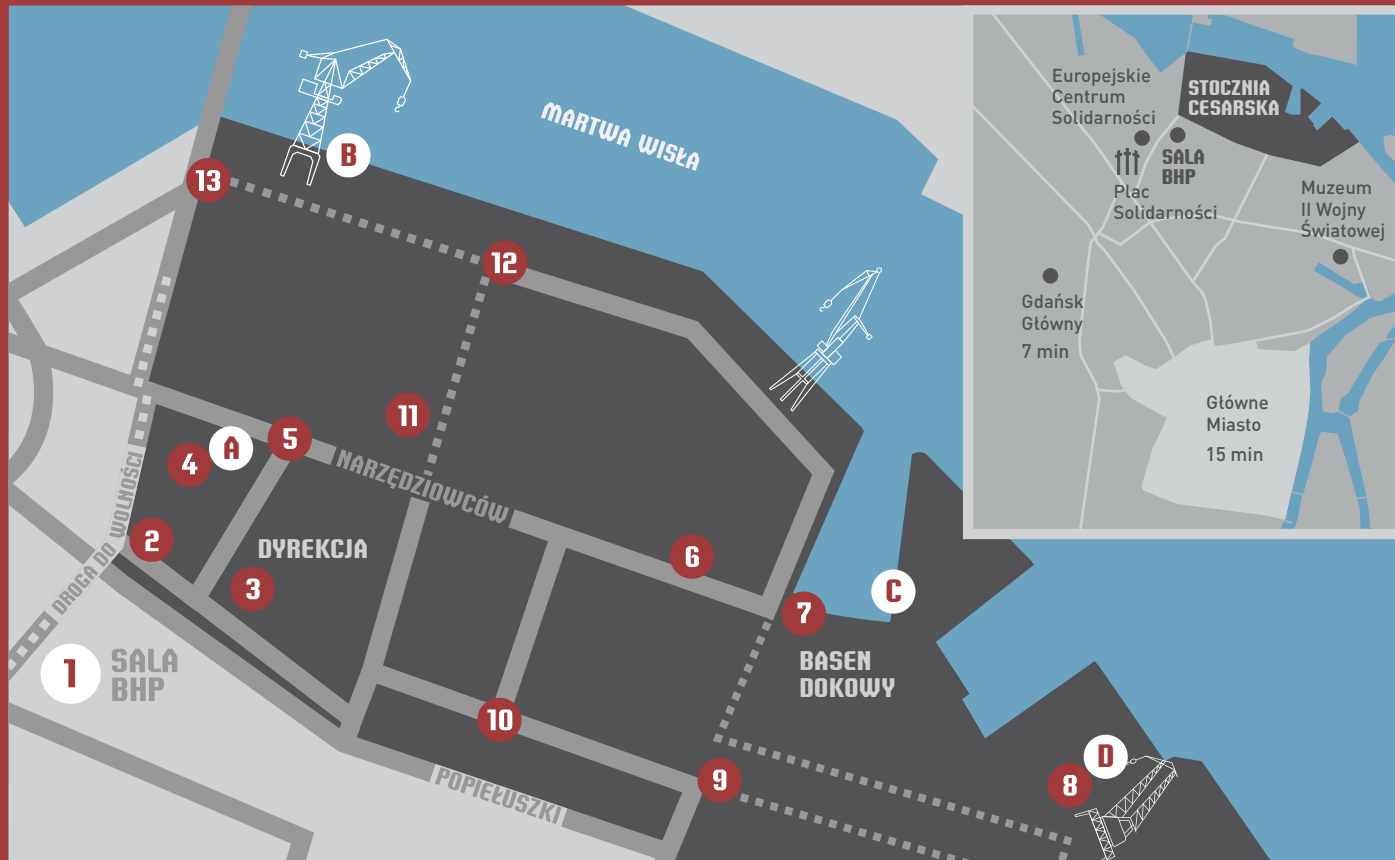 MARTWA WISŁA
B
13
12
11
A
5
4
NARZĘDZIOWCÓW
DROGA DO WOLNOŚCI
2
DYREKCJA
3
6
C
7
1
SALA
BHP
BASEN
DOKOWY
10
9
D
8
POPIEŁUSZKI
Europejskie
Centrum
Solidarności
STOCZNIA
CESARSKA
SALA
BHP
Plac
Solidarności
Muzeum
II Wojny
Światowej
Gdańsk
Główny
7 min
Główne
Miasto
15 min